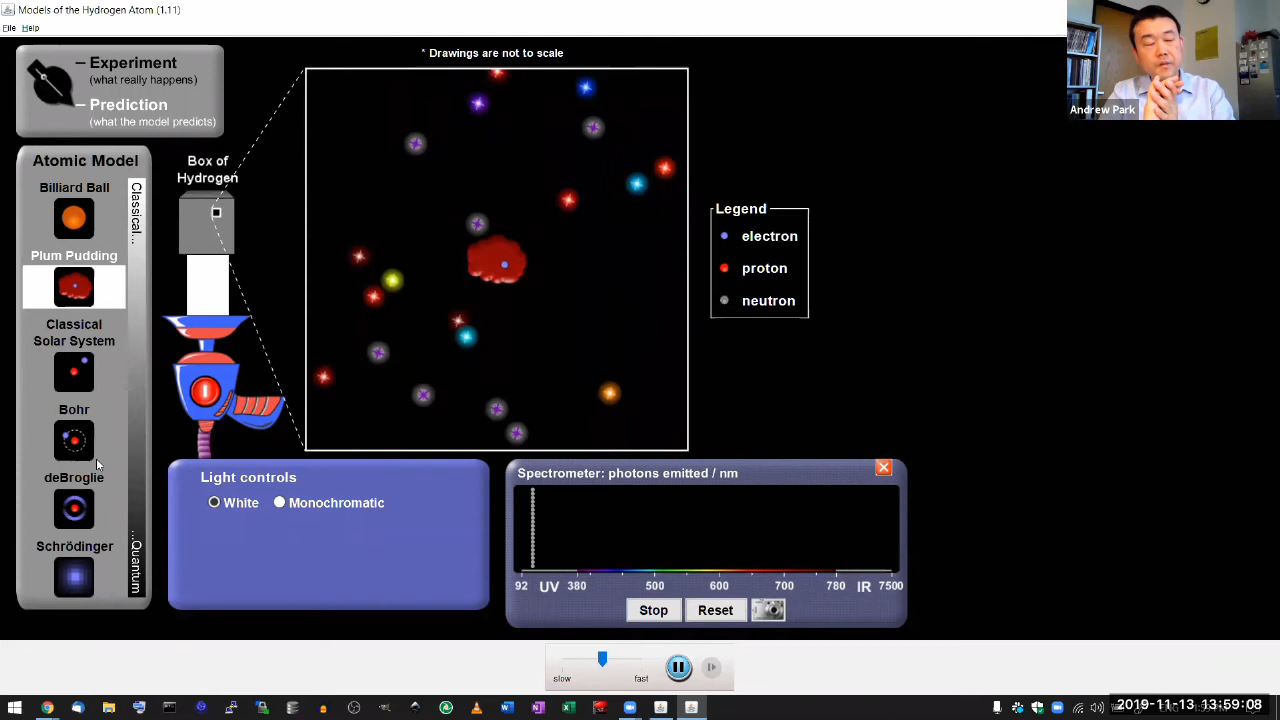 Models of the Hydrogen Atom (1.11)
File Help
Experiment
(what really happens)
Prediction
(what the model predicts)
* Drawings are not to scale
Andrew Park
Atomic Model
Billiard Ball
Plum Pudding
Classical
Solar System
Bohr
deBroglie
Schrödinger
Classical...
...Quantum
Box of
Hydrogen
Legend
electron
proton
neutron
Light controls
White Monochromatic
Spectrometer: photons emitted / nm
92 UV 380 500 600 700 780 IR 7500
Stop Reset
slow fast
2019-11-13 13:59:08